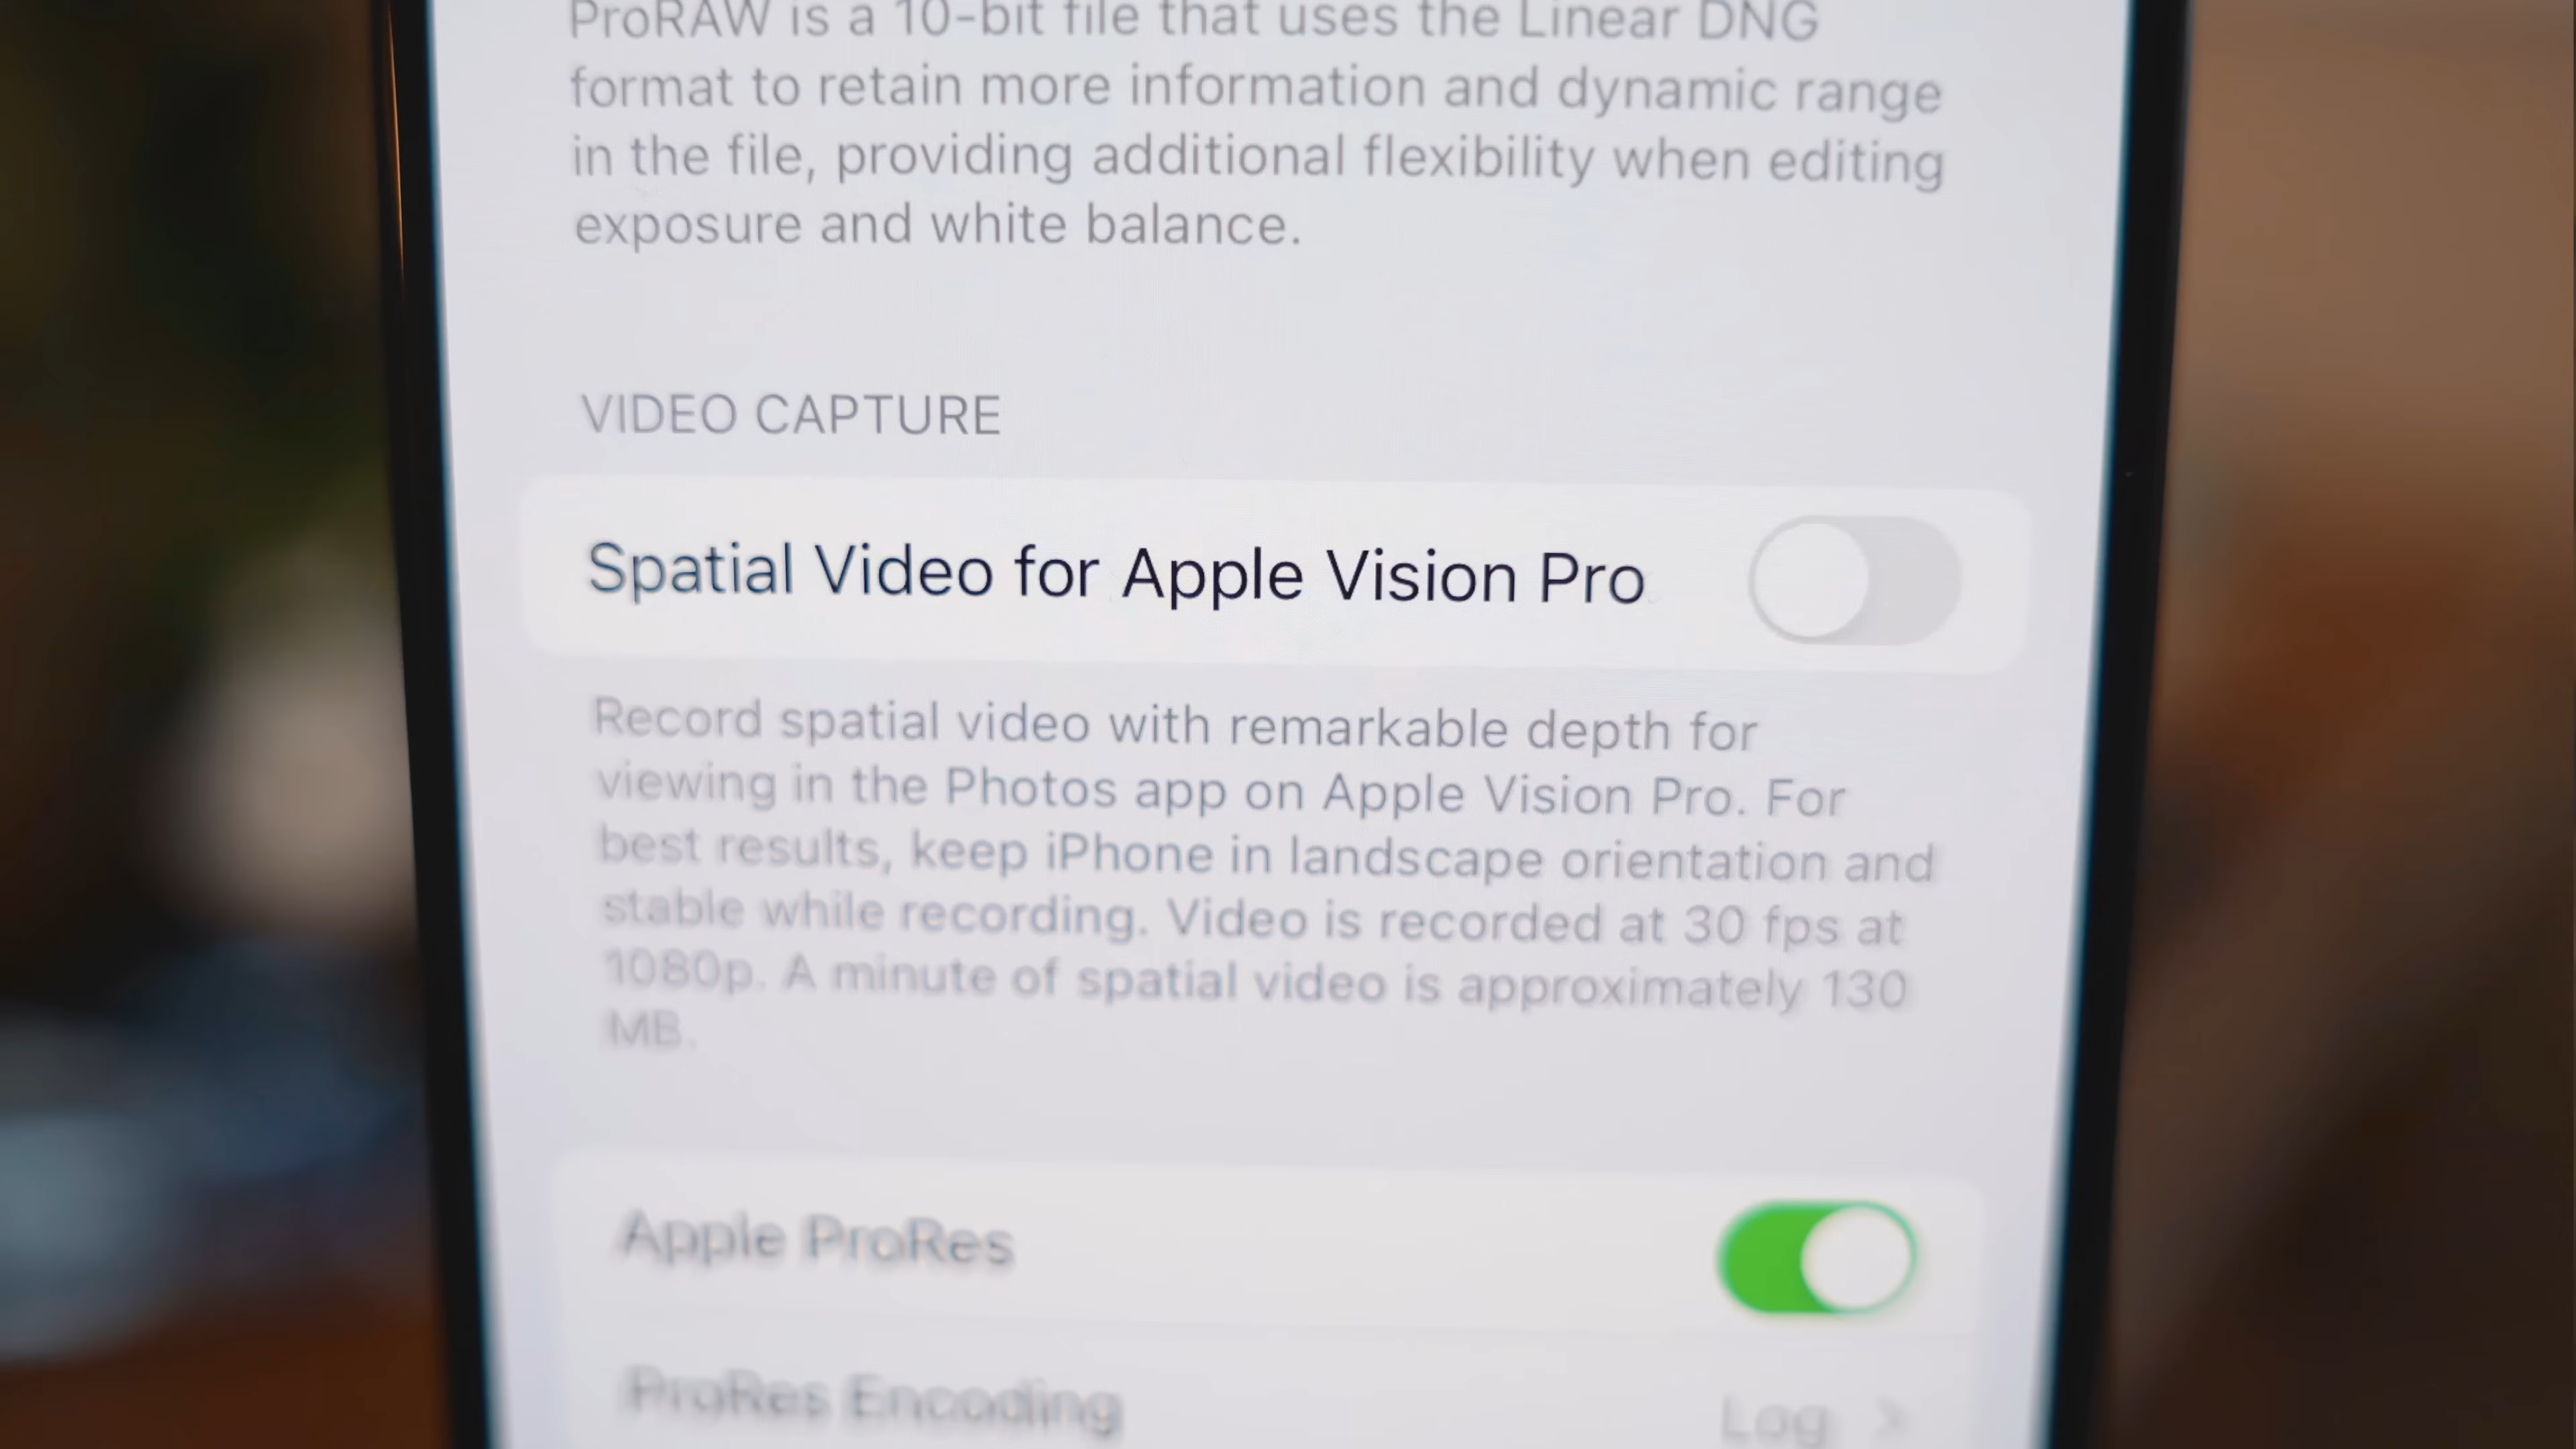 ProRAW is a 10-bit file that uses the Linear DNG
format to retain more information and dynamic range
in the file, providing additional flexibility when editing
exposure and white balance.
VIDEO CAPTURE
Spatial Video for Apple Vision Pro
Record spatial video with remarkable depth for
viewing in the Photos app on Apple Vision Pro. For
best results, keep iPhone in landscape orientation and
stable while recording. Video is recorded at 30 fps at
1080p. A minute of spatial video is approximately 130
MB.
Apple ProRes
ProRes Encoding Log >